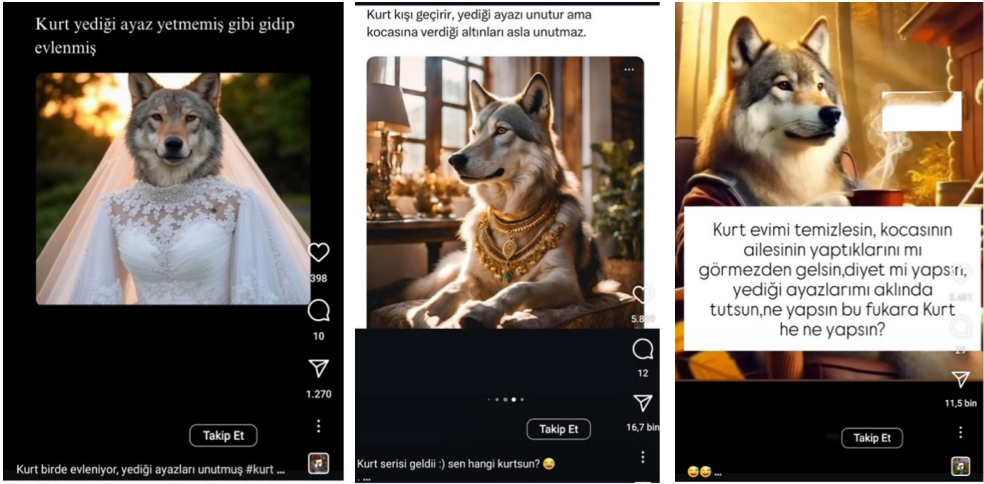 Kurt yediği ayaz yetmemiş gibi gidip
evlenmiş
398
10
1.270
Takip Et
Kurt birde evleniyor, yediği ayazları unutmuş #kurt ...
Kurt kışı geçirir, yediği ayazı unutur ama
kocasına verdiği altınları asla unutmaz.
12
16,7 bin
Takip Et
Kurt serisi geldii :) sen hangi kurtsun? 😅
Kurt evimi temizlesin, kocasının
ailesinin yaptıklarını mı
görmezden gelsin,diyet mi yapsın,
yediği ayazlarımı aklında
tutsun,ne yapsın bu fukara Kurt
he ne yapsın?
29
11,5 bin
Takip Et
😅😅 ...